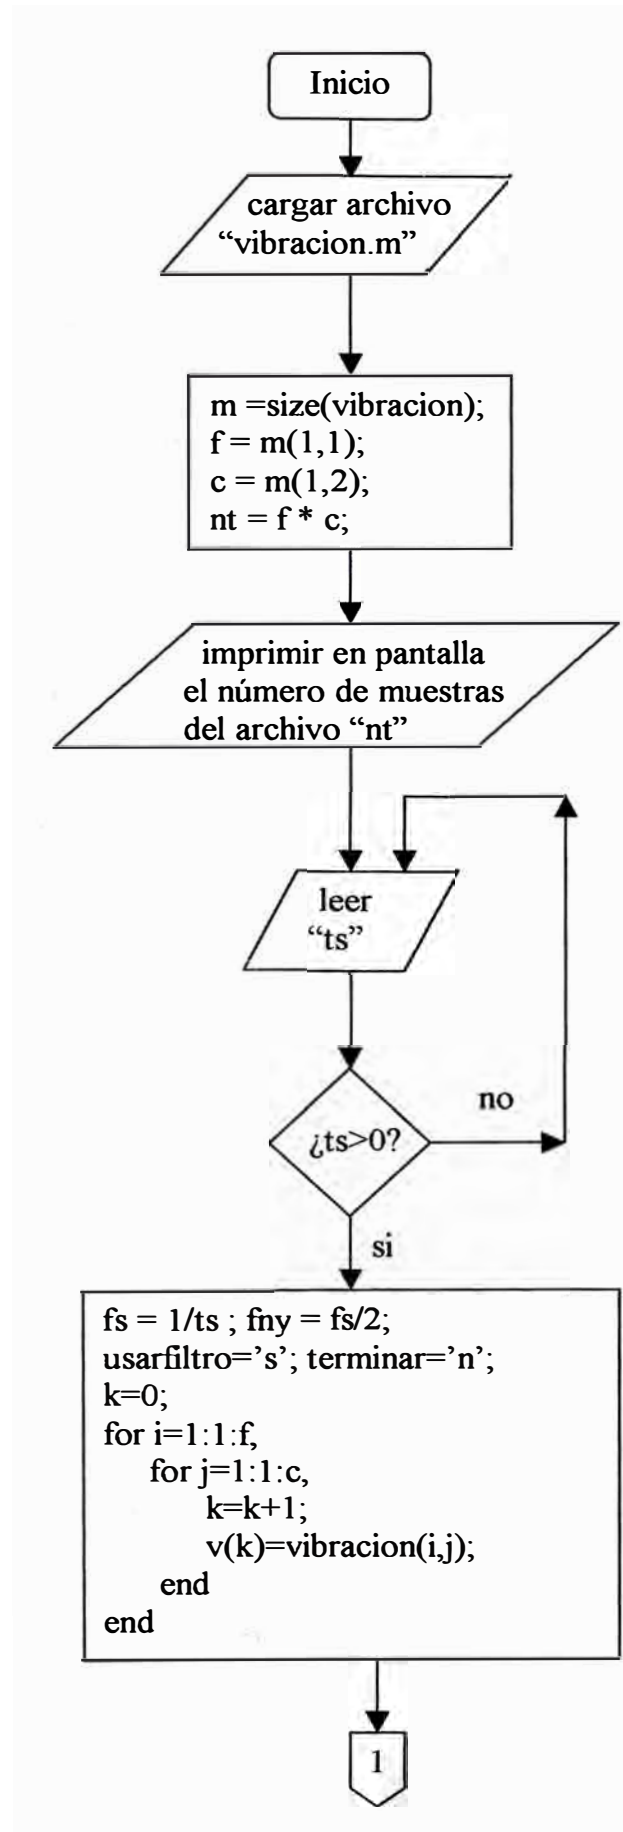 Inicio
cargar archivo
“vibracion.m”
m =size(vibracion);
f = m(1,1);
c = m(1,2);
nt = f * c;
imprimir en pantalla
el número de muestras
del archivo “nt”
leer
“ts”
¿ts>0?
no
si
fs = 1/ts ; fny = fs/2;
usarfiltro=’s’; terminar=’n’;
k=0;
for i=1:1:f,
for j=1:1:c,
k=k+1;
v(k)=vibracion(i,j);
end
end
1